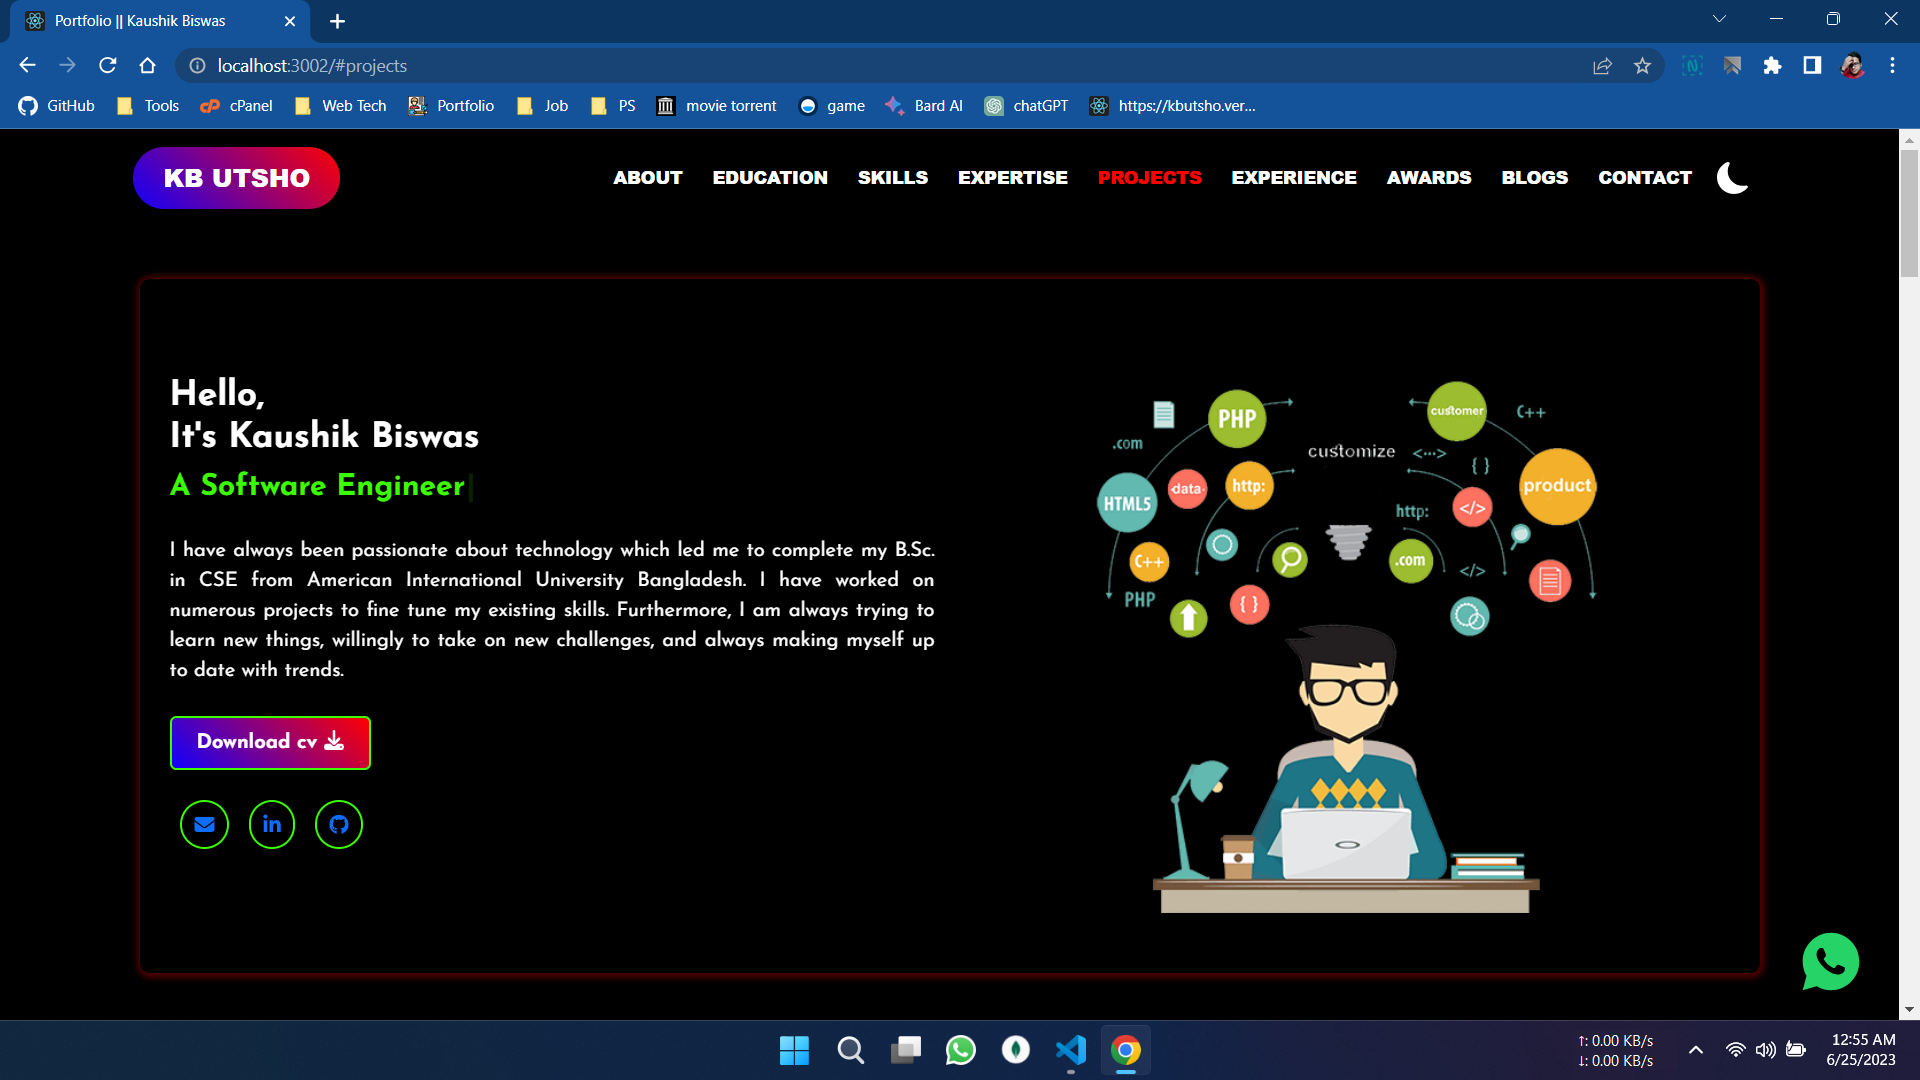 Portfolio || Kaushik Biswas
localhost:3002/#projects
GitHub Tools cPanel Web Tech Portfolio Job PS movie torrent game Bard AI chatGPT https://kbutsho.ver...
KB UTSHO
ABOUT EDUCATION SKILLS EXPERTISE PROJECTS EXPERIENCE AWARDS BLOGS CONTACT
Hello,
It's Kaushik Biswas
A Software Engineer
I have always been passionate about technology which led me to complete my B.Sc.
in CSE from American International University Bangladesh. I have worked on
numerous projects to fine tune my existing skills. Furthermore, I am always trying to
learn new things, willingly to take on new challenges, and always making myself up
to date with trends.
Download cv
in
PHP
customer
C++
.com
customize
<···>
{ }
HTML5
data
http:
product
http:
</>
C++
.com
</>
PHP
{ }
↑: 0.00 KB/s
↓: 0.00 KB/s
12:55 AM
6/25/2023